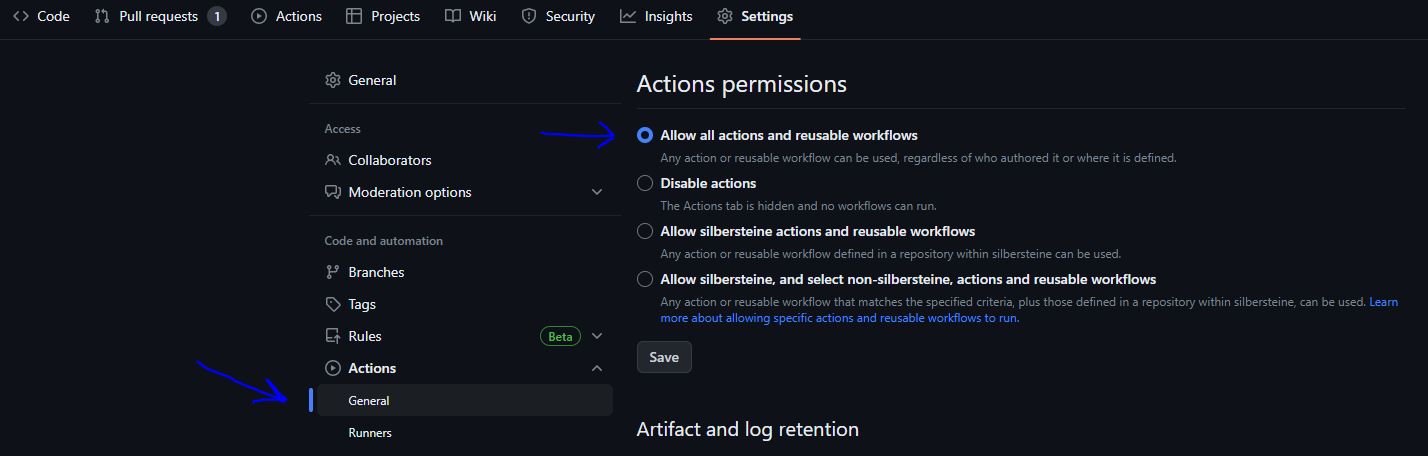 Code Pull requests 1 Actions Projects Wiki Security Insights Settings
General
Access
Collaborators
Moderation options
Code and automation
Branches
Tags
Rules Beta
Actions
General
Runners
Actions permissions
Allow all actions and reusable workflows
Any action or reusable workflow can be used, regardless of who authored it or where it is defined.
Disable actions
The Actions tab is hidden and no workflows can run.
Allow silbersteine actions and reusable workflows
Any action or reusable workflow defined in a repository within silbersteine can be used.
Allow silbersteine, and select non-silbersteine, actions and reusable workflows
Any action or reusable workflow that matches the specified criteria, plus those defined in a repository within silbersteine, can be used. Learn
more about allowing specific actions and reusable workflows to run.
Save
Artifact and log retention